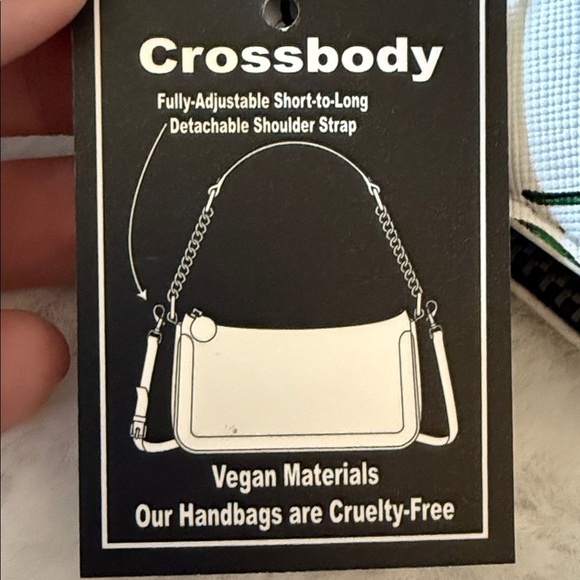 Crossbody
Fully-Adjustable Short-to-Long
Detachable Shoulder Strap
Vegan Materials
Our Handbags are Cruelty-Free